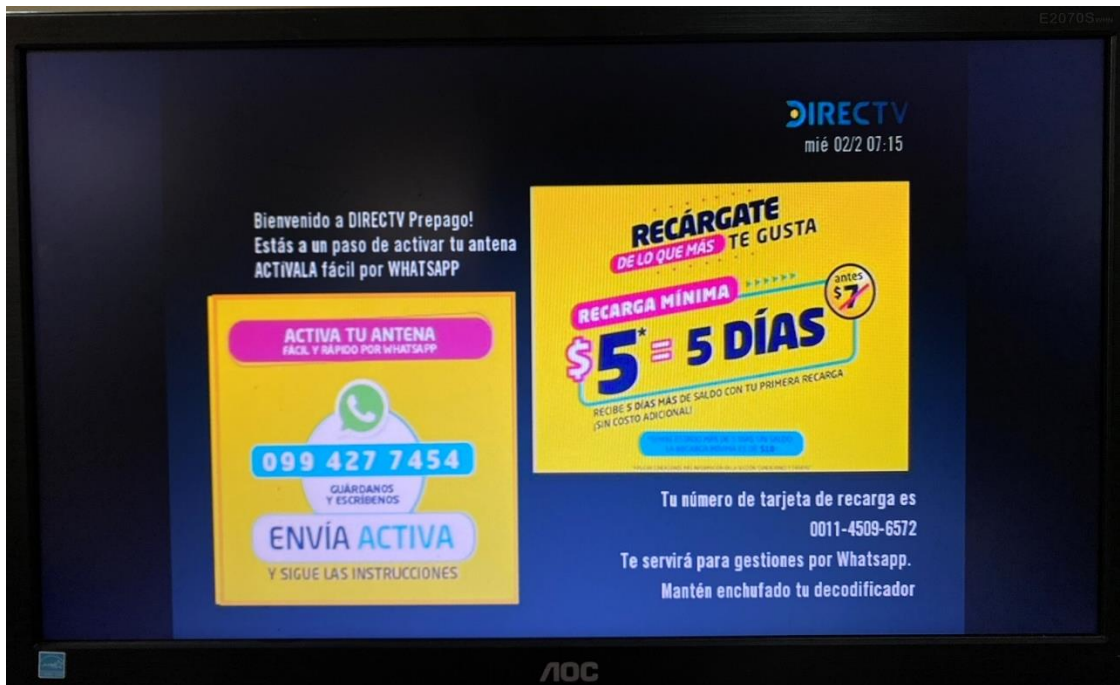 E2070S
DIRECTV
mié 02/2 07:15
Bienvenido a DIRECTV Prepago!
Estás a un paso de activar tu antena
ACTíVALA fácil por WHATSAPP
ACTIVA TU ANTENA
FÁCIL Y RÁPIDO POR WHATSAPP
099 427 7454
GUÁRDANOS
Y ESCRÍBENOS
ENVÍA ACTIVA
Y SIGUE LAS INSTRUCCIONES
RECÁRGATE
DE LO QUE MÁS TE GUSTA
RECARGA MÍNIMA
antes
$7
$5* = 5 DÍAS
RECIBE 5 DÍAS MÁS DE SALDO CON TU PRIMERA RECARGA
¡SIN COSTO ADICIONAL!
Tu número de tarjeta de recarga es
0011-4509-6572
Te servirá para gestiones por Whatsapp.
Mantén enchufado tu decodificador
AOC